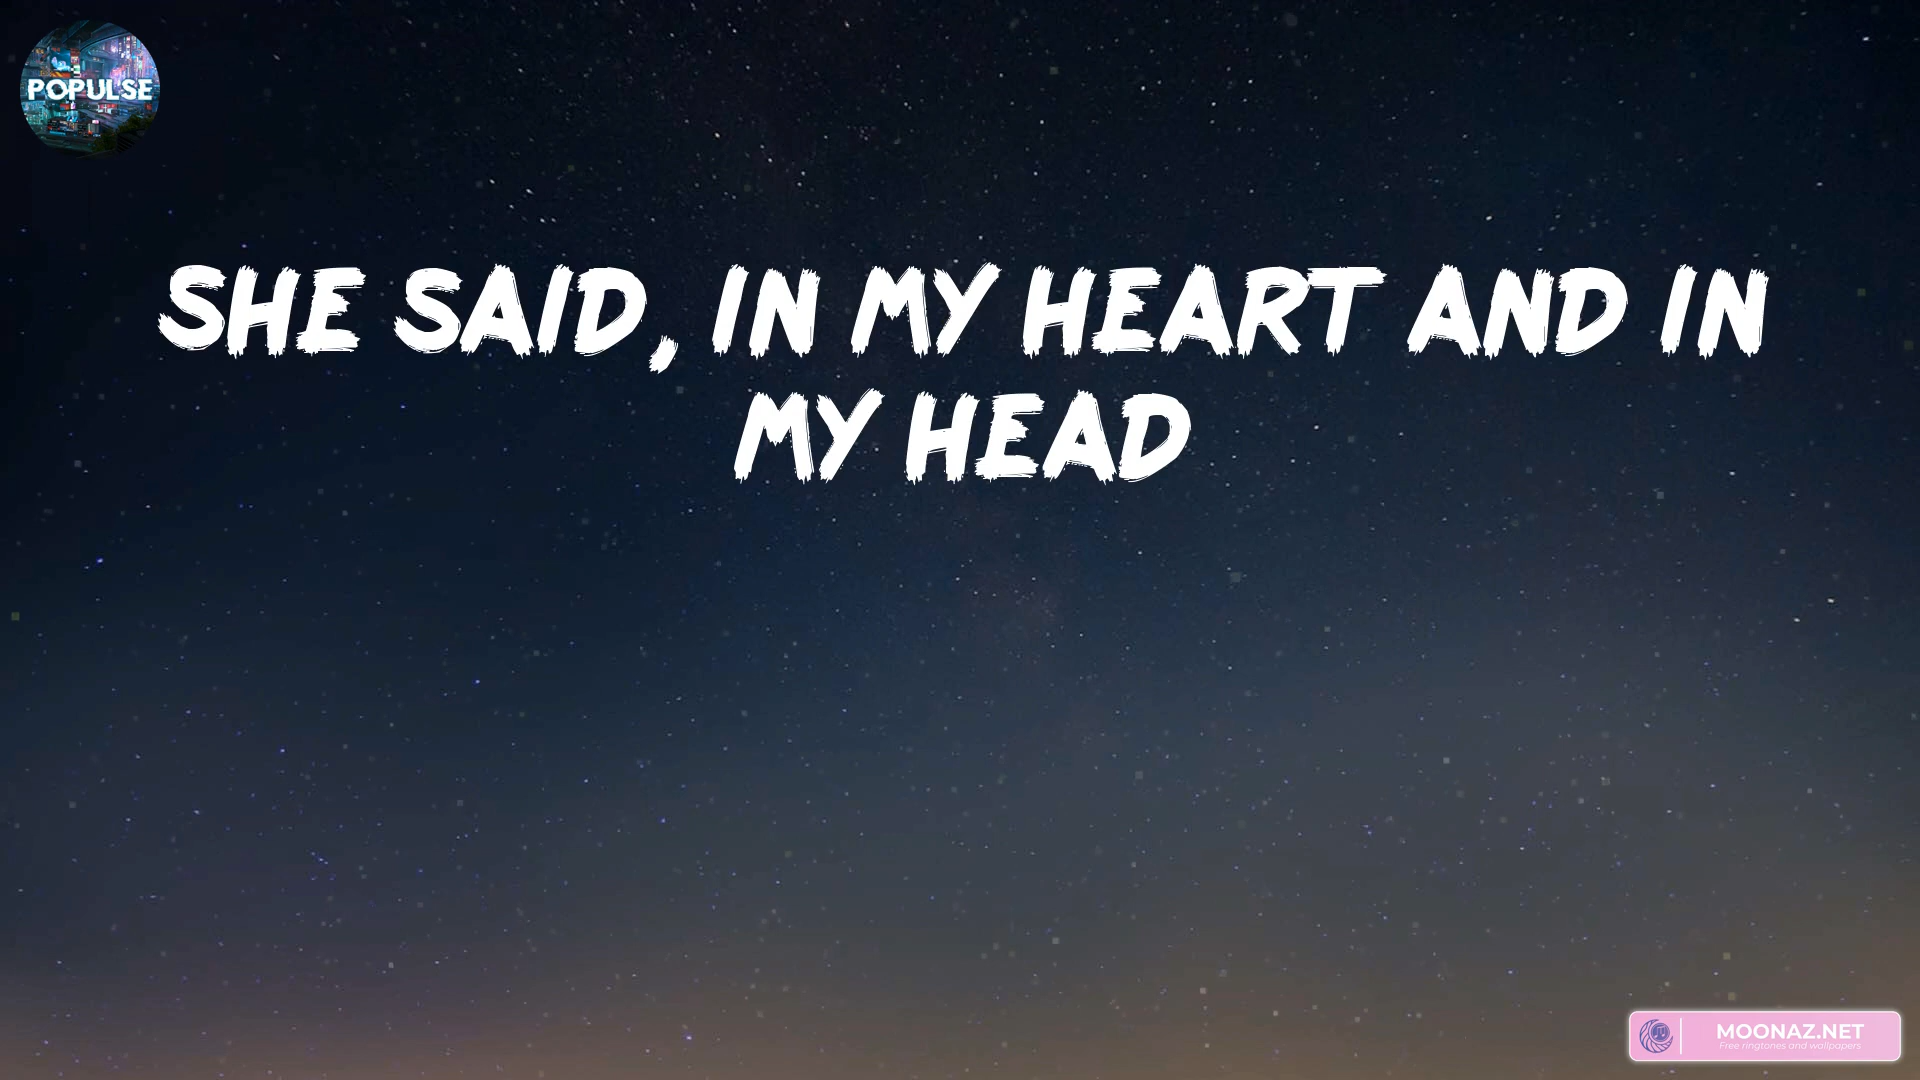 POPULSE
SHE SAID, IN MY HEART AND IN
MY HEAD
MOONAZ.NET
Free ringtones and wallpapers